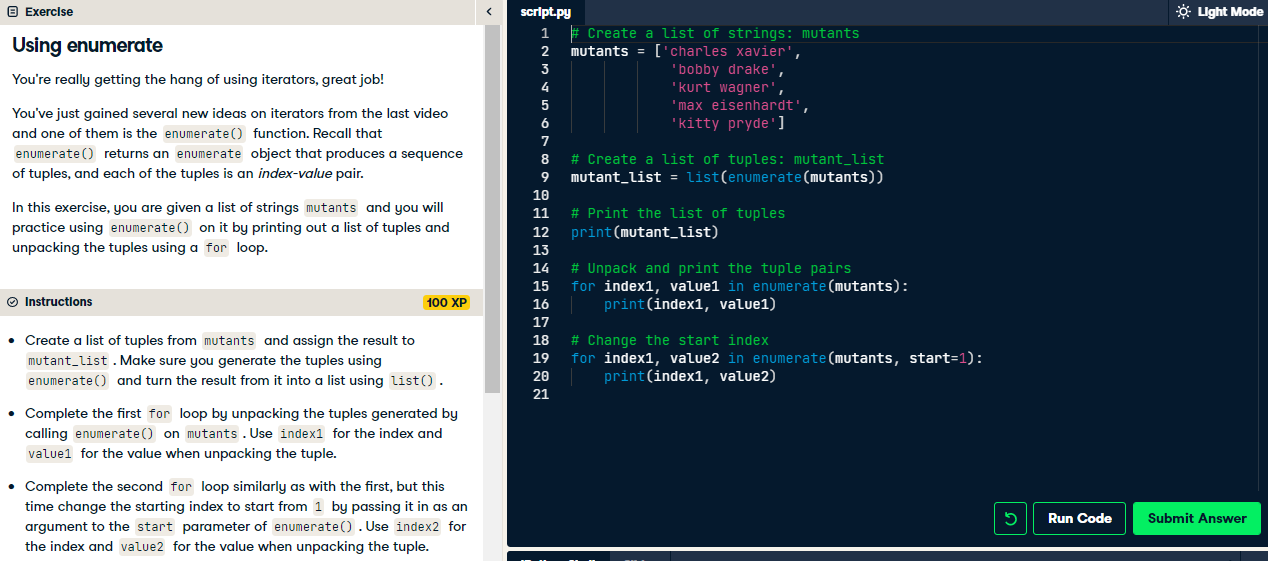 Exercise
Using enumerate
You're really getting the hang of using iterators, great job!
You've just gained several new ideas on iterators from the last video
and one of them is the enumerate() function. Recall that
enumerate() returns an enumerate object that produces a sequence
of tuples, and each of the tuples is an index-value pair.
In this exercise, you are given a list of strings mutants and you will
practice using enumerate() on it by printing out a list of tuples and
unpacking the tuples using a for loop.
Instructions
100 XP
Create a list of tuples from mutants and assign the result to
mutant_list . Make sure you generate the tuples using
enumerate() and turn the result from it into a list using list() .
Complete the first for loop by unpacking the tuples generated by
calling enumerate() on mutants . Use index1 for the index and
value1 for the value when unpacking the tuple.
Complete the second for loop similarly as with the first, but this
time change the starting index to start from 1 by passing it in as an
argument to the start parameter of enumerate() . Use index2 for
the index and value2 for the value when unpacking the tuple.
script.py
Light Mode
1 # Create a list of strings: mutants
2 mutants = ['charles xavier',
3 'bobby drake',
4 'kurt wagner',
5 'max eisenhardt',
6 'kitty pryde']
7
8 # Create a list of tuples: mutant_list
9 mutant_list = list(enumerate(mutants))
10
11 # Print the list of tuples
12 print(mutant_list)
13
14 # Unpack and print the tuple pairs
15 for index1, value1 in enumerate(mutants):
16 print(index1, value1)
17
18 # Change the start index
19 for index1, value2 in enumerate(mutants, start=1):
20 print(index1, value2)
21
Run Code
Submit Answer